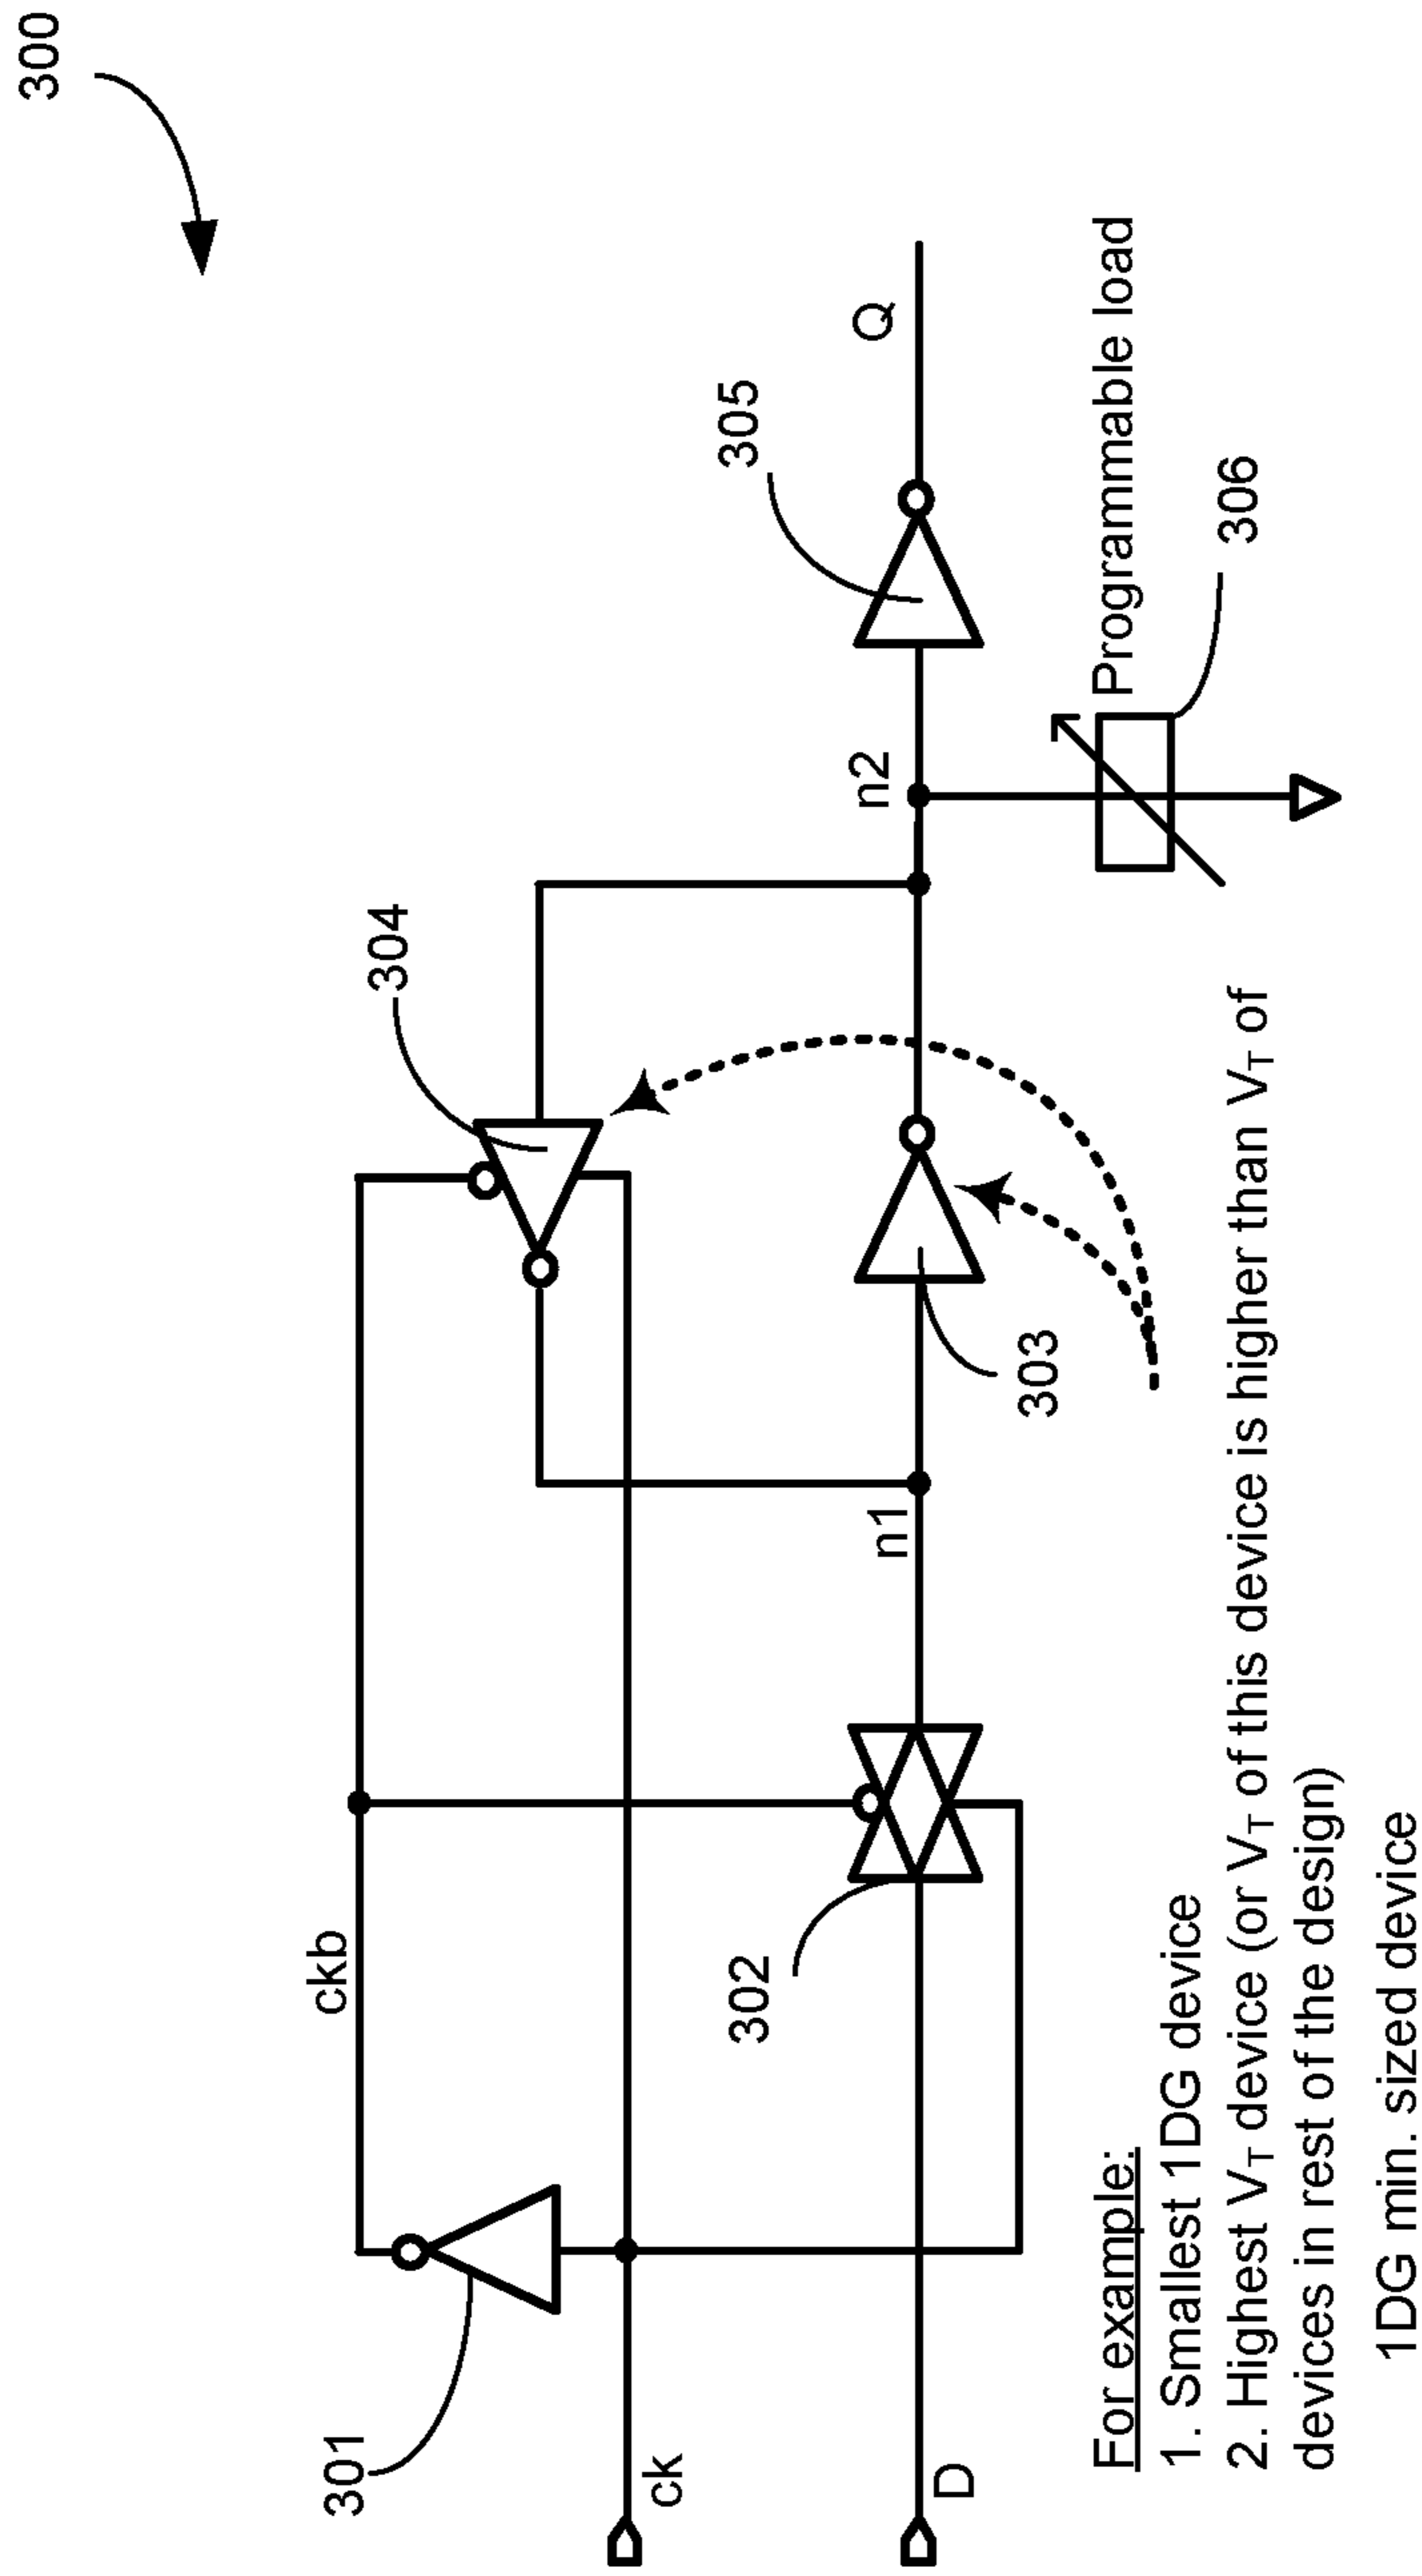 300
ckb
301
304
ck
305
302
n1
n2
Q
D
303
Programmable load
306
For example:
1. Smallest 1DG device
2. Highest VT device (or VT of this device is higher than VT of
devices in rest of the design)
1DG min. sized device